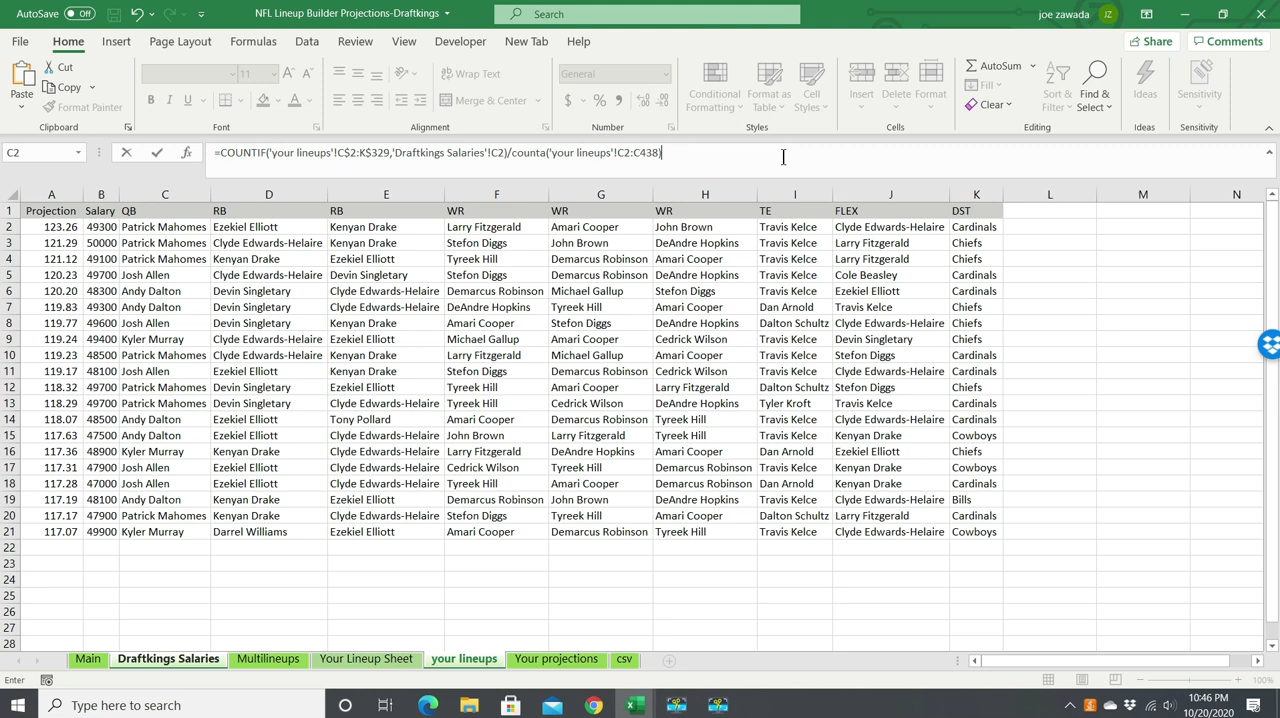 AutoSave Off NFL Lineup Builder Projections-Draftkings Search joe zawada JZ
File Home Insert Page Layout Formulas Data Review View Developer New Tab Help Share Comments
Paste Cut Copy Format Painter 11 Wrap Text Merge & Center General Conditional Formatting Format as Table Cell Styles Insert Delete Format AutoSum Fill Clear Sort & Filter Find & Select Ideas Sensitivity
Clipboard Font Alignment Number Styles Cells Editing Ideas Sensitivity
C2 =COUNTIF('your lineups'!C$2:K$329,'Draftkings Salaries'!C2)/counta('your lineups'!C2:C438)
A B C D E F G H I J K L M N
1 Projection Salary QB RB RB WR WR WR TE FLEX DST
2 123.26 49300 Patrick Mahomes Ezekiel Elliott Kenyan Drake Larry Fitzgerald Amari Cooper John Brown Travis Kelce Clyde Edwards-Helaire Cardinals
3 121.29 50000 Patrick Mahomes Clyde Edwards-Helaire Kenyan Drake Stefon Diggs John Brown DeAndre Hopkins Travis Kelce Larry Fitzgerald Chiefs
4 121.12 49100 Patrick Mahomes Kenyan Drake Ezekiel Elliott Tyreek Hill Demarcus Robinson Amari Cooper Travis Kelce Larry Fitzgerald Chiefs
5 120.23 49700 Josh Allen Clyde Edwards-Helaire Devin Singletary Stefon Diggs Demarcus Robinson DeAndre Hopkins Travis Kelce Cole Beasley Cardinals
6 120.20 48300 Andy Dalton Devin Singletary Clyde Edwards-Helaire Demarcus Robinson Michael Gallup Stefon Diggs Travis Kelce Ezekiel Elliott Cardinals
7 119.83 49300 Andy Dalton Devin Singletary Clyde Edwards-Helaire DeAndre Hopkins Tyreek Hill Amari Cooper Dan Arnold Travis Kelce Chiefs
8 119.77 49600 Josh Allen Devin Singletary Kenyan Drake Amari Cooper Stefon Diggs DeAndre Hopkins Dalton Schultz Clyde Edwards-Helaire Chiefs
9 119.24 49400 Kyler Murray Clyde Edwards-Helaire Ezekiel Elliott Michael Gallup Amari Cooper Cedrick Wilson Travis Kelce Devin Singletary Chiefs
10 119.23 48500 Patrick Mahomes Clyde Edwards-Helaire Kenyan Drake Larry Fitzgerald Michael Gallup Amari Cooper Travis Kelce Stefon Diggs Cardinals
11 119.17 48100 Josh Allen Ezekiel Elliott Kenyan Drake Stefon Diggs Demarcus Robinson Cedrick Wilson Travis Kelce Clyde Edwards-Helaire Cardinals
12 118.32 49700 Patrick Mahomes Devin Singletary Ezekiel Elliott Tyreek Hill Amari Cooper Larry Fitzgerald Dalton Schultz Stefon Diggs Chiefs
13 118.29 49700 Patrick Mahomes Devin Singletary Clyde Edwards-Helaire Tyreek Hill Cedrick Wilson DeAndre Hopkins Tyler Kroft Travis Kelce Chiefs
14 118.07 48500 Andy Dalton Ezekiel Elliott Tony Pollard Amari Cooper Demarcus Robinson Tyreek Hill Travis Kelce Clyde Edwards-Helaire Cardinals
15 117.63 47500 Andy Dalton Ezekiel Elliott Clyde Edwards-Helaire John Brown Larry Fitzgerald Tyreek Hill Travis Kelce Kenyan Drake Cowboys
16 117.36 48900 Kyler Murray Kenyan Drake Clyde Edwards-Helaire Larry Fitzgerald DeAndre Hopkins Amari Cooper Dan Arnold Ezekiel Elliott Chiefs
17 117.31 47900 Josh Allen Ezekiel Elliott Clyde Edwards-Helaire Cedrick Wilson Tyreek Hill Demarcus Robinson Travis Kelce Kenyan Drake Cowboys
18 117.28 47000 Josh Allen Ezekiel Elliott Clyde Edwards-Helaire Tyreek Hill Amari Cooper Demarcus Robinson Dan Arnold Kenyan Drake Cardinals
19 117.19 48100 Andy Dalton Kenyan Drake Ezekiel Elliott Demarcus Robinson John Brown DeAndre Hopkins Travis Kelce Clyde Edwards-Helaire Bills
20 117.17 47900 Patrick Mahomes Kenyan Drake Clyde Edwards-Helaire Stefon Diggs Tyreek Hill Amari Cooper Dalton Schultz Larry Fitzgerald Cardinals
21 117.07 49900 Kyler Murray Darrel Williams Ezekiel Elliott Amari Cooper Demarcus Robinson Tyreek Hill Travis Kelce Clyde Edwards-Helaire Cowboys
22
23
24
25
26
27
28
Main Draftkings Salaries Multilineups Your Lineup Sheet your lineups Your projections csv
Enter 100%
Type here to search 10:46 PM
10/20/2020